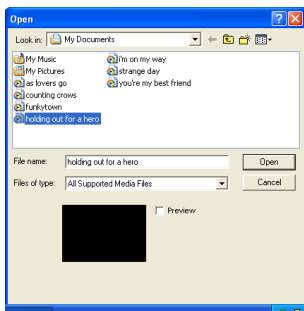 Open
Look in: My Documents
My Music
My Pictures
as lovers go
counting crows
funkytown
holding out for a hero
i'm on my way
strange day
you're my best friend
File name: holding out for a hero Open
Files of type: All Supported Media Files Cancel
Preview